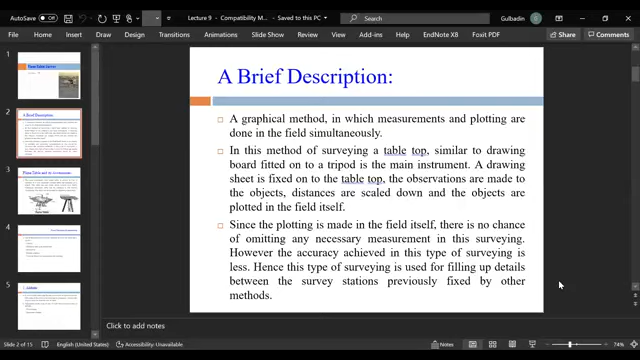 AutoSave Off
Lecture 9 - Compatibility M... - Saved to this PC
Search
Gulbadin
File Home Insert Draw Design Transitions Animations Slide Show Review View Add-ins Help EndNote X8 Foxit PDF Share Comments
1
2
3
4
5
A Brief Description:
A graphical method, in which measurements and plotting are
done in the field simultaneously.
In this method of surveying a table top, similar to drawing
board fitted on to a tripod is the main instrument. A drawing
sheet is fixed on to the table top, the observations are made to
the objects, distances are scaled down and the objects are
plotted in the field itself.
Since the plotting is made in the field itself, there is no chance
of omitting any necessary measurement in this surveying.
However the accuracy achieved in this type of surveying is
less. Hence this type of surveying is used for filling up details
between the survey stations previously fixed by other
methods.
Click to add notes
Slide 2 of 15 English (United States) Accessibility: Unavailable Notes 74%